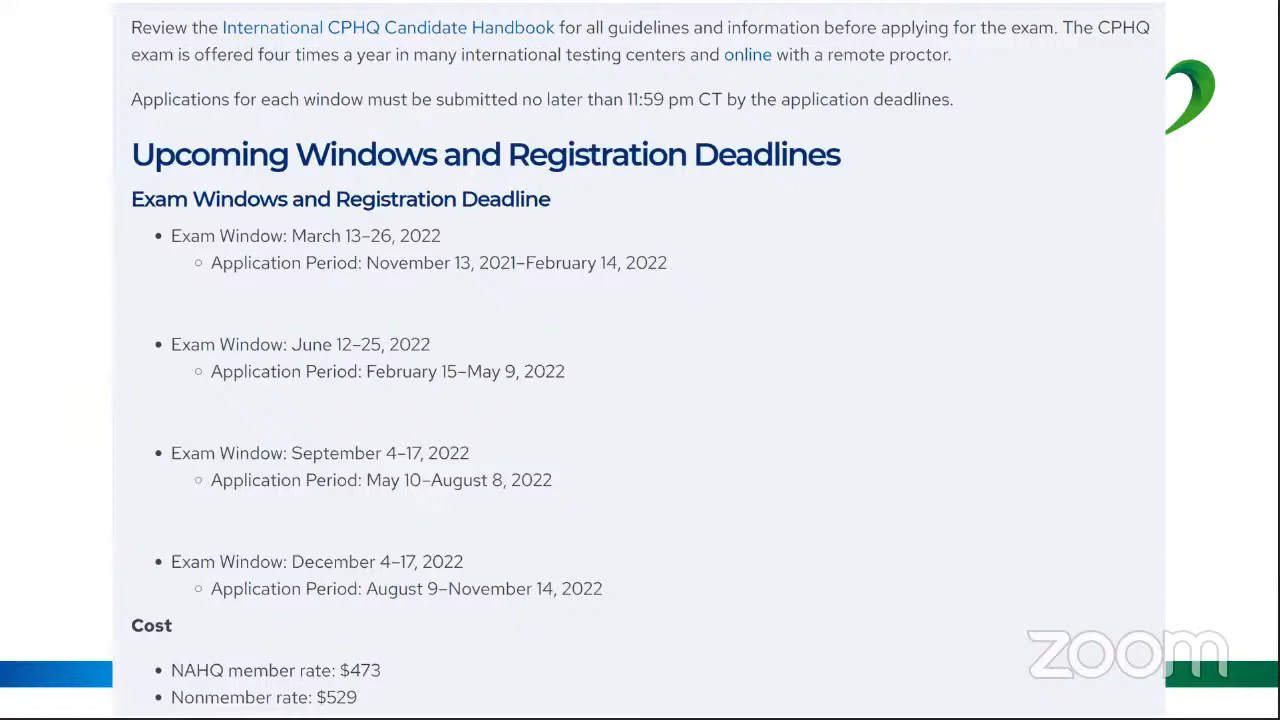 Review the International CPHQ Candidate Handbook for all guidelines and information before applying for the exam. The CPHQ
exam is offered four times a year in many international testing centers and online with a remote proctor.
Applications for each window must be submitted no later than 11:59 pm CT by the application deadlines.
Upcoming Windows and Registration Deadlines
Exam Windows and Registration Deadline
• Exam Window: March 13–26, 2022
○ Application Period: November 13, 2021–February 14, 2022
• Exam Window: June 12–25, 2022
○ Application Period: February 15–May 9, 2022
• Exam Window: September 4–17, 2022
○ Application Period: May 10–August 8, 2022
• Exam Window: December 4–17, 2022
○ Application Period: August 9–November 14, 2022
Cost
• NAHQ member rate: $473
• Nonmember rate: $529
zoom